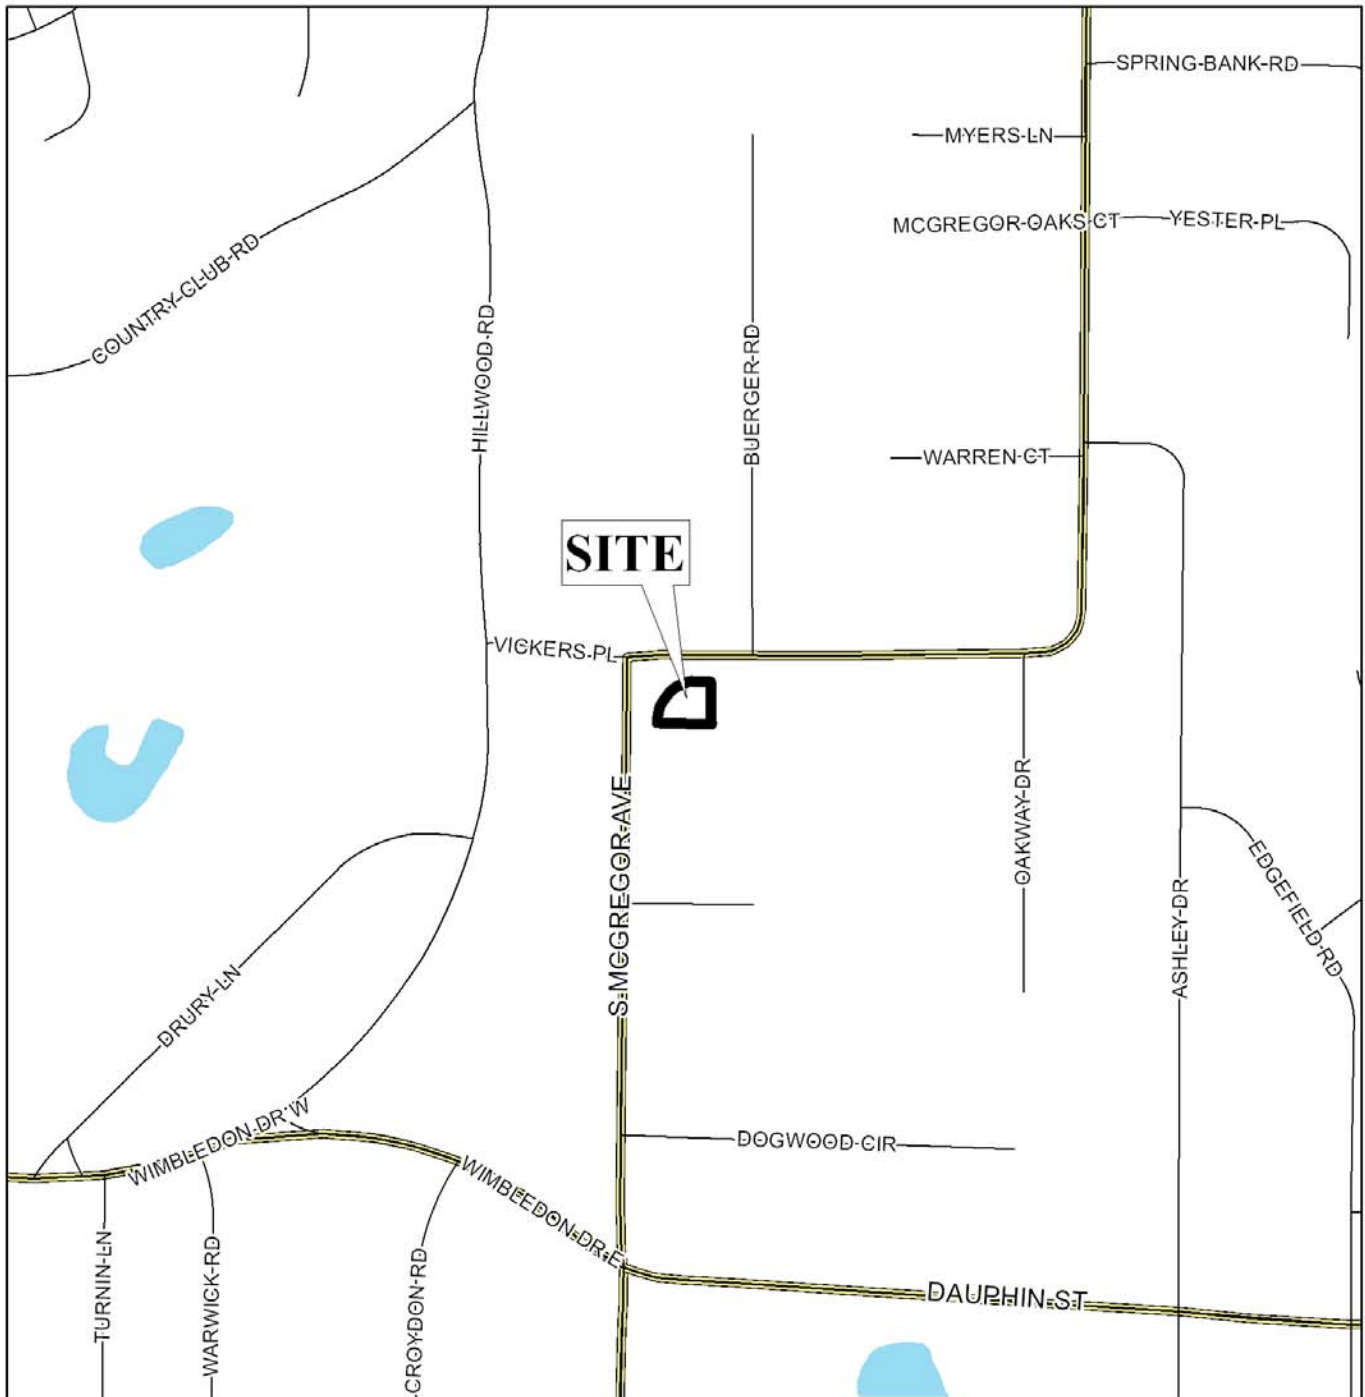 SPRING BANK RD
MYERS LN
MCGREGOR OAKS CT
YESTER PL
COUNTRY CLUB RD
HILLWOOD RD
BUERGER RD
WARREN CT
SITE
VICKERS PL
S MCGREGOR AVE
OAKWAY DR
EDGEFIELD RD
ASHLEY DR
DRURY LN
WIMBLEDON DR W
DOGWOOD CIR
WIMBLEDON DR E
TURNIN LN
WARWICK RD
CROYDON RD
DAUPHIN ST